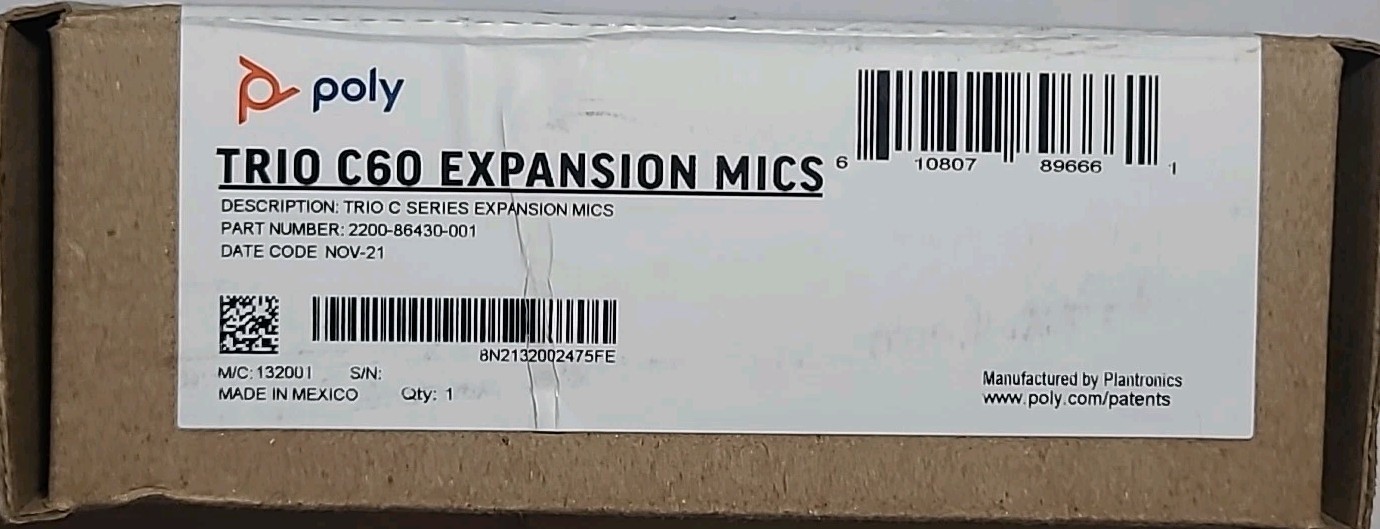 poly
TRIO C60 EXPANSION MICS
6 10807 89666 1
DESCRIPTION: TRIO C SERIES EXPANSION MICS
PART NUMBER: 2200-86430-001
DATE CODE NOV-21
8N2132002475FE
M/C: 132001 S/N:
MADE IN MEXICO Qty: 1
Manufactured by Plantronics
www.poly.com/patents